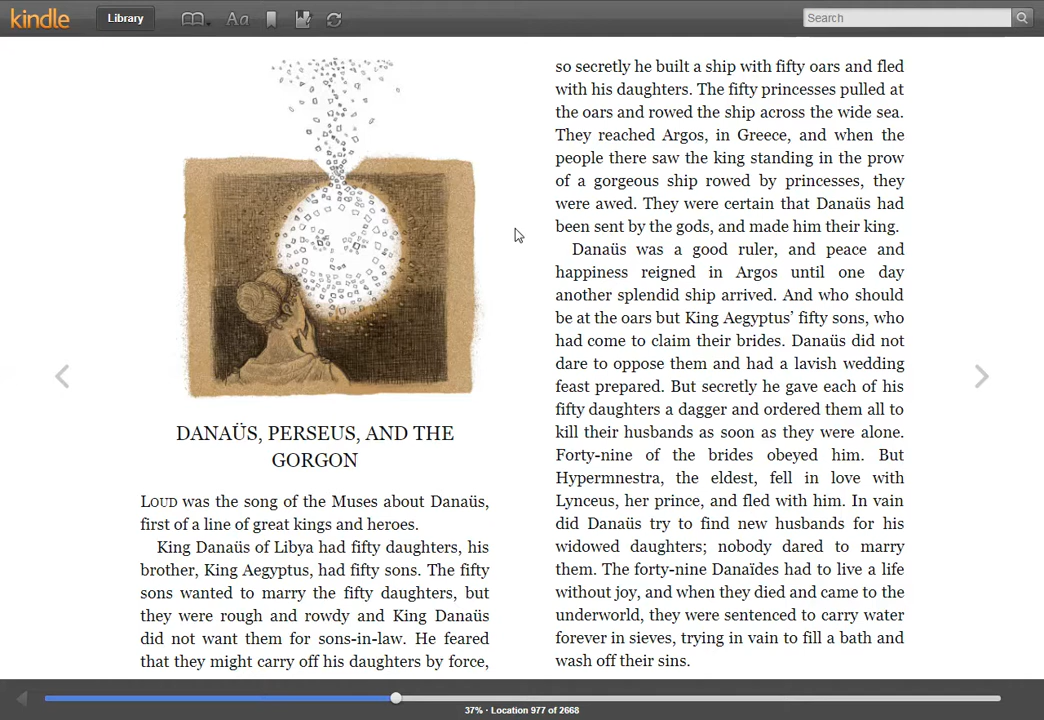 kindle
Library
Aa
Search
DANAÜS, PERSEUS, AND THE
GORGON
LOUD was the song of the Muses about Danaüs,
first of a line of great kings and heroes.
King Danaüs of Libya had fifty daughters, his
brother, King Aegyptus, had fifty sons. The fifty
sons wanted to marry the fifty daughters, but
they were rough and rowdy and King Danaüs
did not want them for sons-in-law. He feared
that they might carry off his daughters by force,
so secretly he built a ship with fifty oars and fled
with his daughters. The fifty princesses pulled at
the oars and rowed the ship across the wide sea.
They reached Argos, in Greece, and when the
people there saw the king standing in the prow
of a gorgeous ship rowed by princesses, they
were awed. They were certain that Danaüs had
been sent by the gods, and made him their king.
Danaüs was a good ruler, and peace and
happiness reigned in Argos until one day
another splendid ship arrived. And who should
be at the oars but King Aegyptus’ fifty sons, who
had come to claim their brides. Danaüs did not
dare to oppose them and had a lavish wedding
feast prepared. But secretly he gave each of his
fifty daughters a dagger and ordered them all to
kill their husbands as soon as they were alone.
Forty-nine of the brides obeyed him. But
Hypermnestra, the eldest, fell in love with
Lynceus, her prince, and fled with him. In vain
did Danaüs try to find new husbands for his
widowed daughters; nobody dared to marry
them. The forty-nine Danaïdes had to live a life
without joy, and when they died and came to the
underworld, they were sentenced to carry water
forever in sieves, trying in vain to fill a bath and
wash off their sins.
37% · Location 977 of 2668